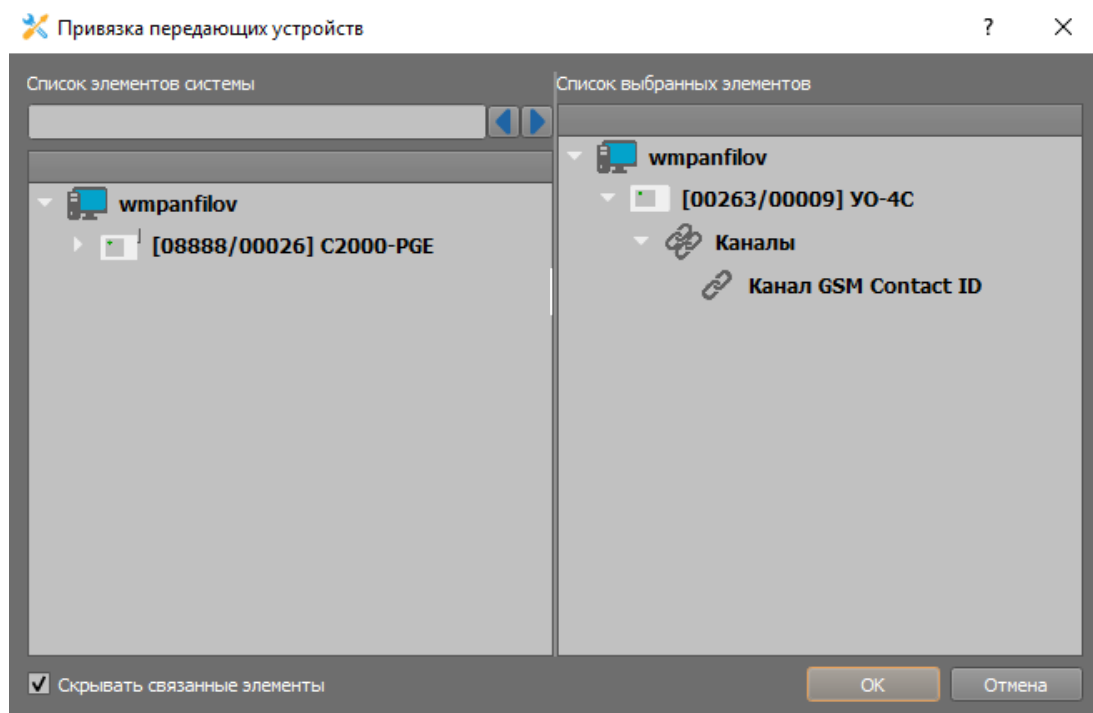 Привязка передающих устройств
?
Список элементов системы
wmpanfilov
[08888/00026] C2000-PGE
Список выбранных элементов
wmpanfilov
[00263/00009] УО-4С
Каналы
Канал GSM Contact ID
Скрывать связанные элементы
OK
Отмена